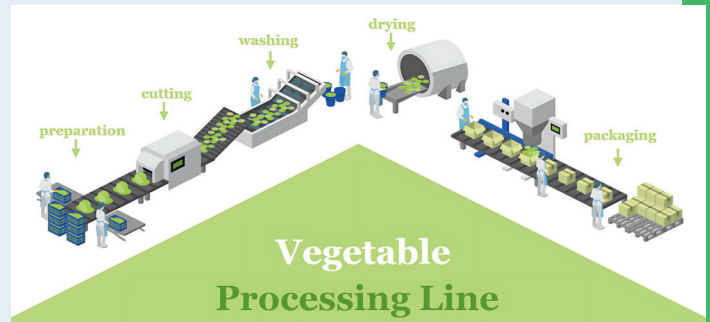 preparation
cutting
washing
drying
packaging
Vegetable
Processing Line